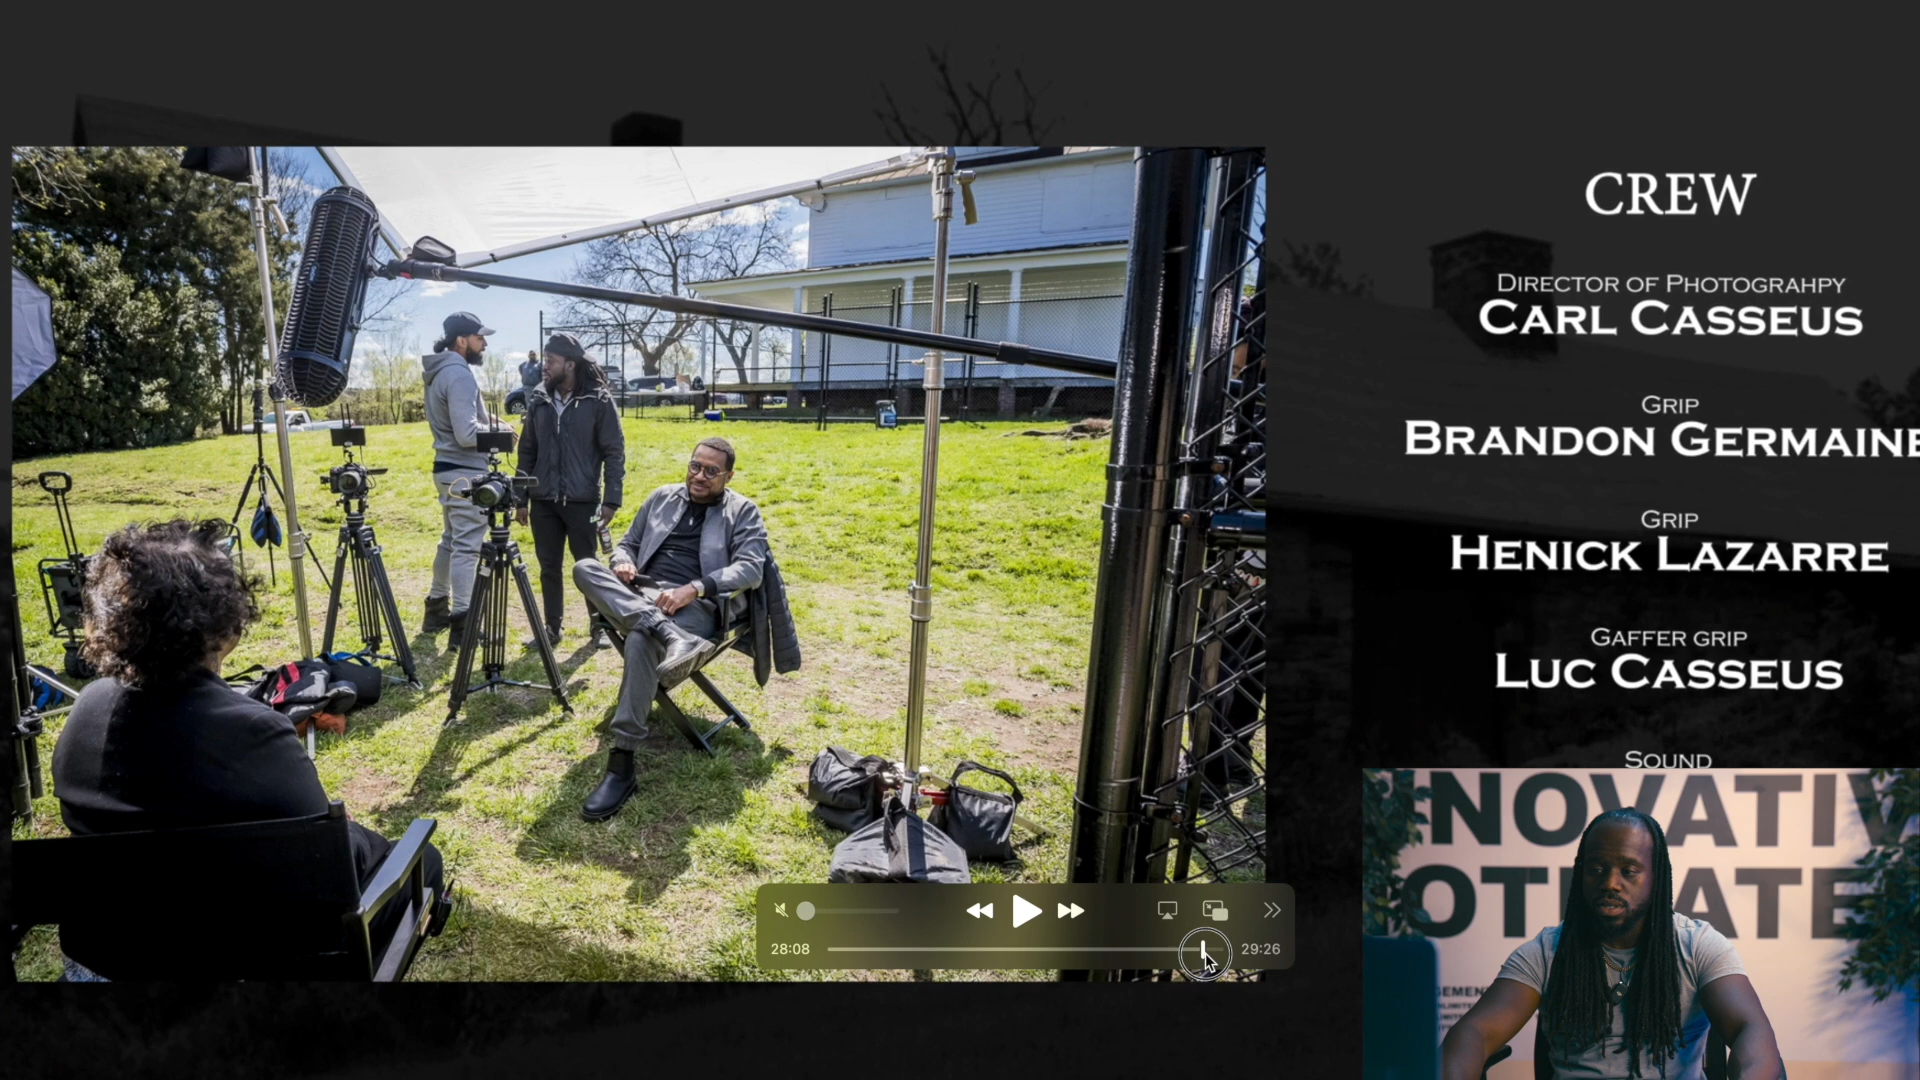 CREW
DIRECTOR OF PHOTOGRAHPY
CARL CASSEUS
GRIP
BRANDON GERMAINE
GRIP
HENICK LAZARRE
GAFFER GRIP
LUC CASSEUS
SOUND
28:08
29:26
NOVATIV